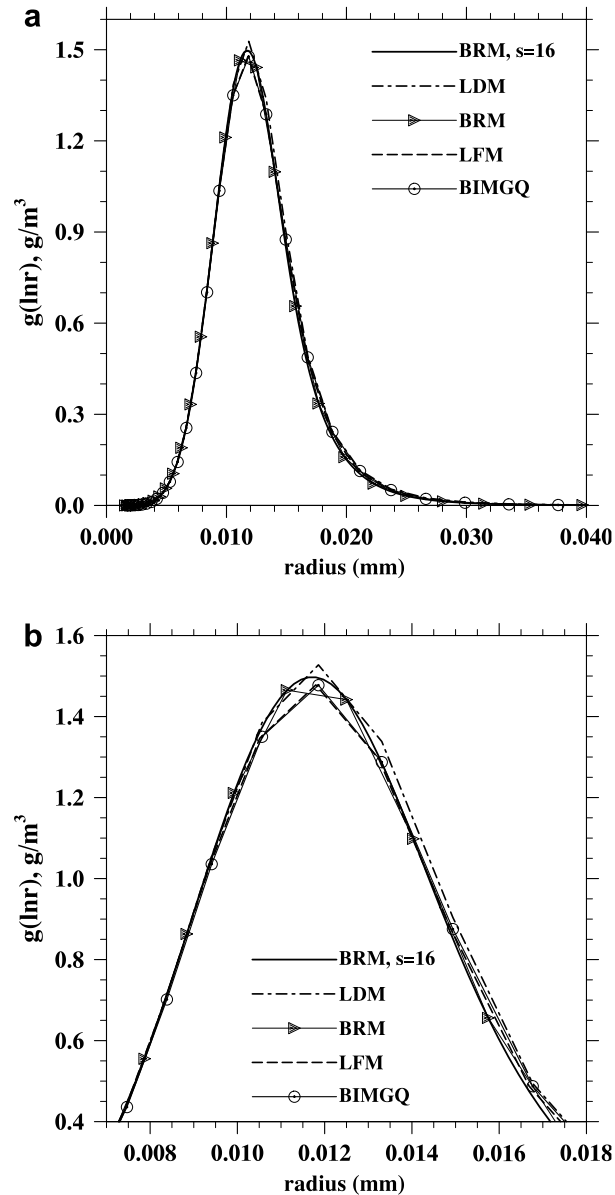 a
1.5
1.2
0.9
0.6
0.3
0.0
g(lnr), g/m³
BRM, s=16
LDM
BRM
LFM
BIMGQ
0.000 0.010 0.020 0.030 0.040
radius (mm)
b
1.6
1.4
1.2
1.0
0.8
0.6
0.4
g(lnr), g/m³
BRM, s=16
LDM
BRM
LFM
BIMGQ
0.008 0.010 0.012 0.014 0.016 0.018
radius (mm)